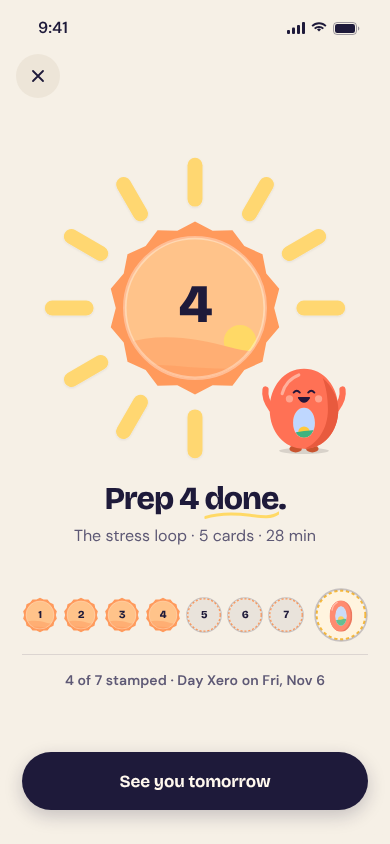 9:41
4
Prep 4 done.
The stress loop · 5 cards · 28 min
1 2 3 4 5 6 7
4 of 7 stamped · Day Xero on Fri, Nov 6
See you tomorrow